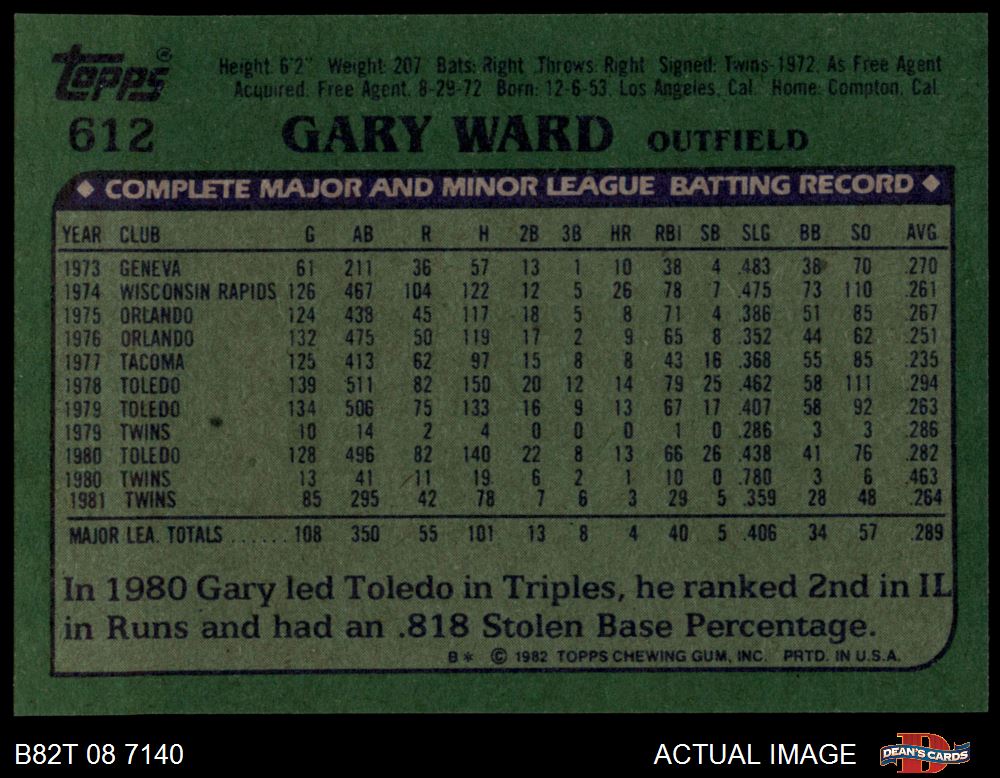 Topps®
Height: 6'2" Weight: 207 Bats: Right Throws: Right Signed: Twins-1972, As Free Agent
Acquired: Free Agent, 8-29-72 Born: 12-6-53, Los Angeles, Cal. Home: Compton, Cal.
612 GARY WARD OUTFIELD
◆ COMPLETE MAJOR AND MINOR LEAGUE BATTING RECORD ◆
YEAR CLUB G AB R H 2B 3B HR RBI SB SLG BB SO AVG
1973 GENEVA 61 211 36 57 13 1 10 38 4 .483 38 70 .270
1974 WISCONSIN RAPIDS 126 467 104 122 12 5 26 78 7 .475 73 110 .261
1975 ORLANDO 124 438 45 117 18 5 8 71 4 .386 51 85 .267
1976 ORLANDO 132 475 50 119 17 2 9 65 8 .352 44 62 .251
1977 TACOMA 125 413 62 97 15 8 8 43 16 .368 55 85 .235
1978 TOLEDO 139 511 82 150 20 12 14 79 25 .462 58 111 .294
1979 TOLEDO 134 506 75 133 16 9 13 67 17 .407 58 92 .263
1979 TWINS 10 14 2 4 0 0 0 1 0 .286 3 3 .286
1980 TOLEDO 128 496 82 140 22 8 13 66 26 .438 41 76 .282
1980 TWINS 13 41 11 19 6 2 1 10 0 .780 3 6 .463
1981 TWINS 85 295 42 78 7 6 3 29 5 .359 28 48 .264
MAJOR LEA. TOTALS ...... 108 350 55 101 13 8 4 40 5 .406 34 57 .289
In 1980 Gary led Toledo in Triples, he ranked 2nd in IL
in Runs and had an .818 Stolen Base Percentage.
B* © 1982 TOPPS CHEWING GUM, INC. PRTD. IN U.S.A.
B82T 08 7140 ACTUAL IMAGE DEAN'S CARDS